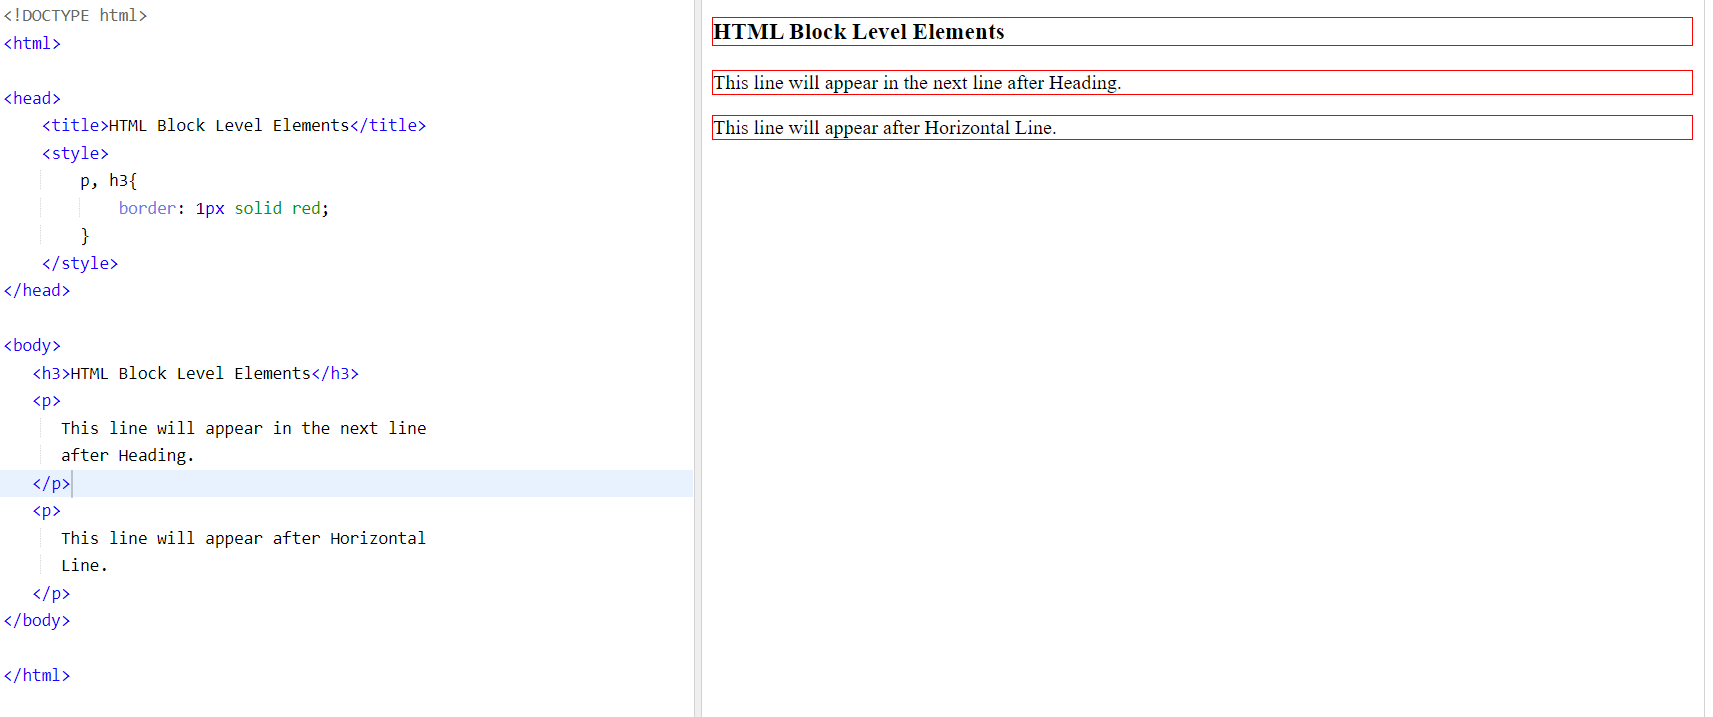 <!DOCTYPE html>
<html>
<head>
<title>HTML Block Level Elements</title>
<style>
p, h3{
border: 1px solid red;
}
</style>
</head>
<body>
<h3>HTML Block Level Elements</h3>
<p>
This line will appear in the next line
after Heading.
</p>
<p>
This line will appear after Horizontal
Line.
</p>
</body>
</html>
HTML Block Level Elements
This line will appear in the next line after Heading.
This line will appear after Horizontal Line.